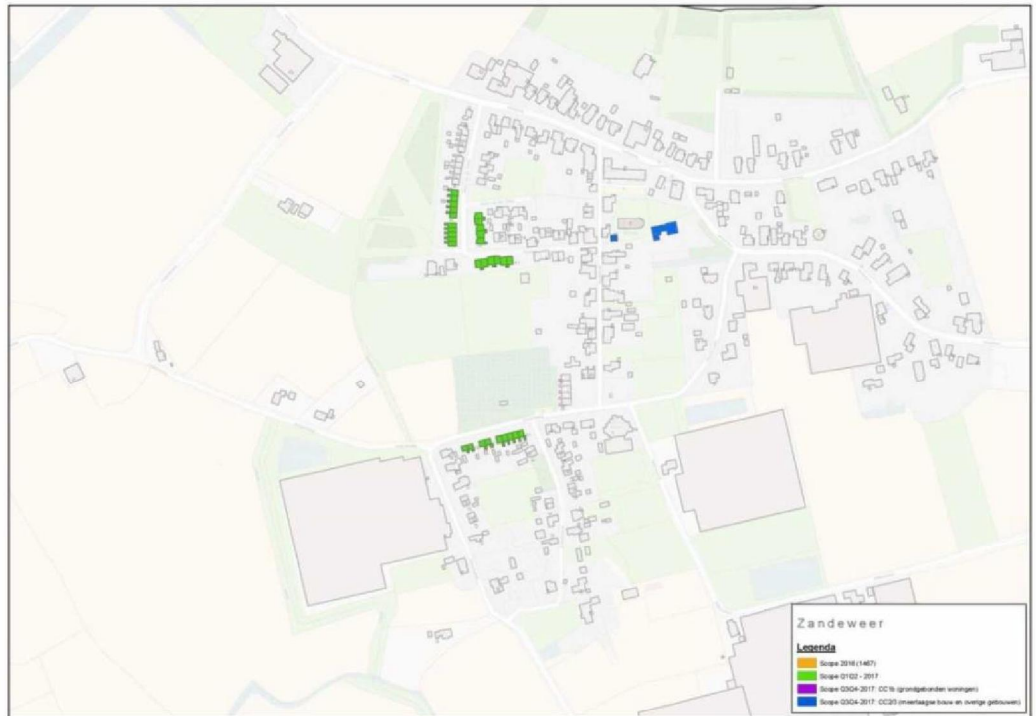 Zandeweer
Legenda
Scope 2016 (1467)
Scope Q1Q2 - 2017
Scope Q3Q4-2017: CC1b (grondgebonden woningen)
Scope Q3Q4-2017: CC2/3 (meerlaagse bouw en overige gebouwen)